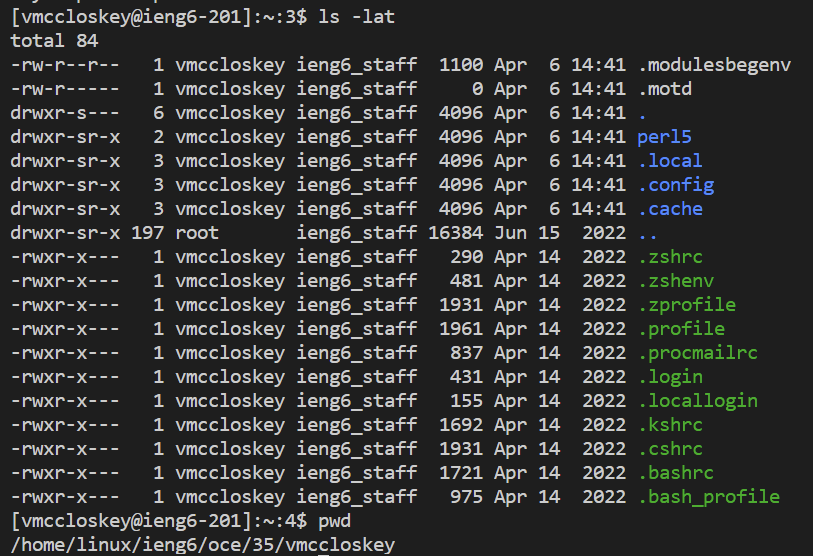 [vmccloskey@ieng6-201]:~:3$ ls -lat
total 84
-rw-r--r--   1 vmccloskey ieng6_staff  1100 Apr  6 14:41 .modulesbegenv
-rw-r-----   1 vmccloskey ieng6_staff     0 Apr  6 14:41 .motd
drwxr-s---   6 vmccloskey ieng6_staff  4096 Apr  6 14:41 .
drwxr-sr-x   2 vmccloskey ieng6_staff  4096 Apr  6 14:41 perl5
drwxr-sr-x   3 vmccloskey ieng6_staff  4096 Apr  6 14:41 .local
drwxr-sr-x   3 vmccloskey ieng6_staff  4096 Apr  6 14:41 .config
drwxr-sr-x   3 vmccloskey ieng6_staff  4096 Apr  6 14:41 .cache
drwxr-sr-x 197 root       ieng6_staff 16384 Jun 15  2022 ..
-rwxr-x---   1 vmccloskey ieng6_staff   290 Apr 14  2022 .zshrc
-rwxr-x---   1 vmccloskey ieng6_staff   481 Apr 14  2022 .zshenv
-rwxr-x---   1 vmccloskey ieng6_staff  1931 Apr 14  2022 .zprofile
-rwxr-x---   1 vmccloskey ieng6_staff  1961 Apr 14  2022 .profile
-rwxr-x---   1 vmccloskey ieng6_staff   837 Apr 14  2022 .procmailrc
-rwxr-x---   1 vmccloskey ieng6_staff   431 Apr 14  2022 .login
-rwxr-x---   1 vmccloskey ieng6_staff   155 Apr 14  2022 .locallogin
-rwxr-x---   1 vmccloskey ieng6_staff  1692 Apr 14  2022 .kshrc
-rwxr-x---   1 vmccloskey ieng6_staff  1931 Apr 14  2022 .cshrc
-rwxr-x---   1 vmccloskey ieng6_staff  1721 Apr 14  2022 .bashrc
-rwxr-x---   1 vmccloskey ieng6_staff   975 Apr 14  2022 .bash_profile
[vmccloskey@ieng6-201]:~:4$ pwd
/home/linux/ieng6/oce/35/vmccloskey